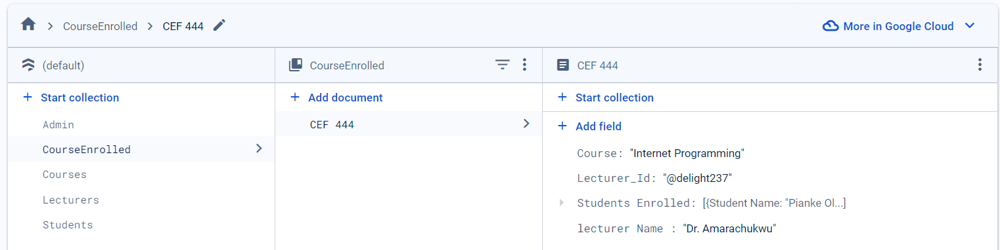 CourseEnrolled CEF 444 More in Google Cloud
(default) CourseEnrolled CEF 444
Start collection Add document Start collection
Admin CEF 444 Add field
CourseEnrolled Course: "Internet Programming"
Courses Lecturer_Id: "@delight237"
Lecturers Students Enrolled: [{Student Name: "Pianke Ol...]
Students lecturer Name : "Dr. Amarachukwu"